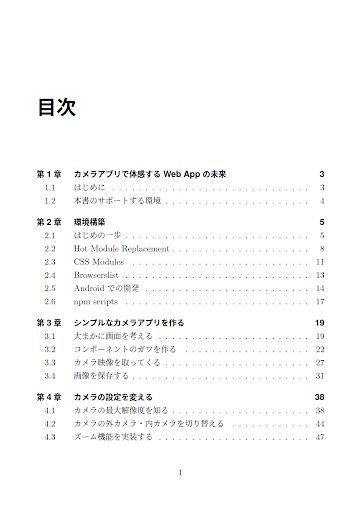 目次
第 1 章 カメラアプリで体感する Web App の未来 3
1.1 はじめに . . . . . . . . . . . . . . . . . . . . . . . . . . 3
1.2 本書のサポートする環境 . . . . . . . . . . . . . . . . . . . 4
第 2 章 環境構築 5
2.1 はじめの一歩 . . . . . . . . . . . . . . . . . . . . . . . . 5
2.2 Hot Module Replacement . . . . . . . . . . . . . . . . . . 8
2.3 CSS Modules . . . . . . . . . . . . . . . . . . . . . . . . 11
2.4 Browserslist . . . . . . . . . . . . . . . . . . . . . . . . 13
2.5 Android での開発 . . . . . . . . . . . . . . . . . . . . . . 14
2.6 npm scripts . . . . . . . . . . . . . . . . . . . . . . . . 17
第 3 章 シンプルなカメラアプリを作る 19
3.1 大まかに画面を考える . . . . . . . . . . . . . . . . . . . . 19
3.2 コンポーネントのガワを作る . . . . . . . . . . . . . . . . . 22
3.3 カメラ映像を取ってくる . . . . . . . . . . . . . . . . . . . 27
3.4 画像を保存する . . . . . . . . . . . . . . . . . . . . . . . 31
第 4 章 カメラの設定を変える 38
4.1 カメラの最大解像度を知る . . . . . . . . . . . . . . . . . . 38
4.2 カメラの外カメラ・内カメラを切り替える . . . . . . . . . . . 44
4.3 ズーム機能を実装する . . . . . . . . . . . . . . . . . . . . 47
1